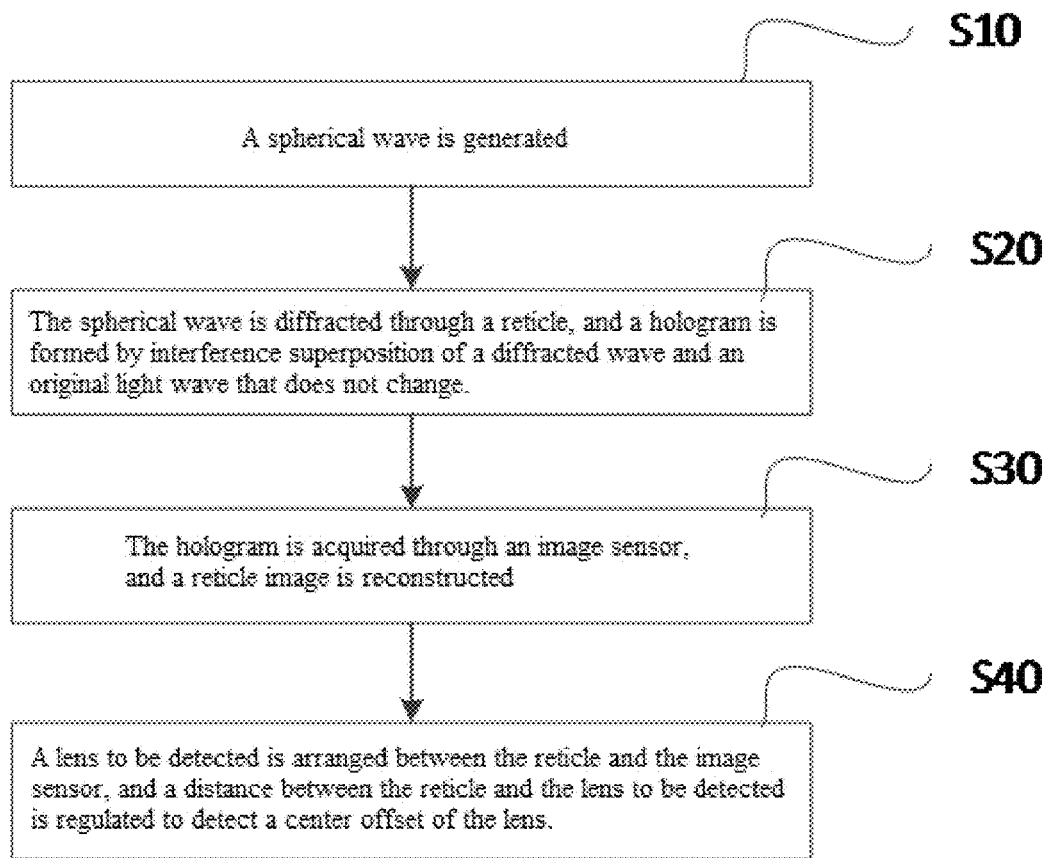 S10
A spherical wave is generated
S20
The spherical wave is diffracted through a reticle, and a hologram is
formed by interference superposition of a diffracted wave and an
original light wave that does not change.
S30
The hologram is acquired through an image sensor,
and a reticle image is reconstructed
S40
A lens to be detected is arranged between the reticle and the image
sensor, and a distance between the reticle and the lens to be detected
is regulated to detect a center offset of the lens.